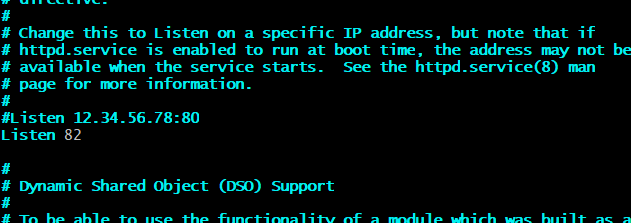 # directive.
#
# Change this to Listen on a specific IP address, but note that if
# httpd.service is enabled to run at boot time, the address may not be
# available when the service starts.  See the httpd.service(8) man
# page for more information.
#
#Listen 12.34.56.78:80
Listen 82
#
# Dynamic Shared Object (DSO) Support
#
# To be able to use the functionality of a module which was built as a